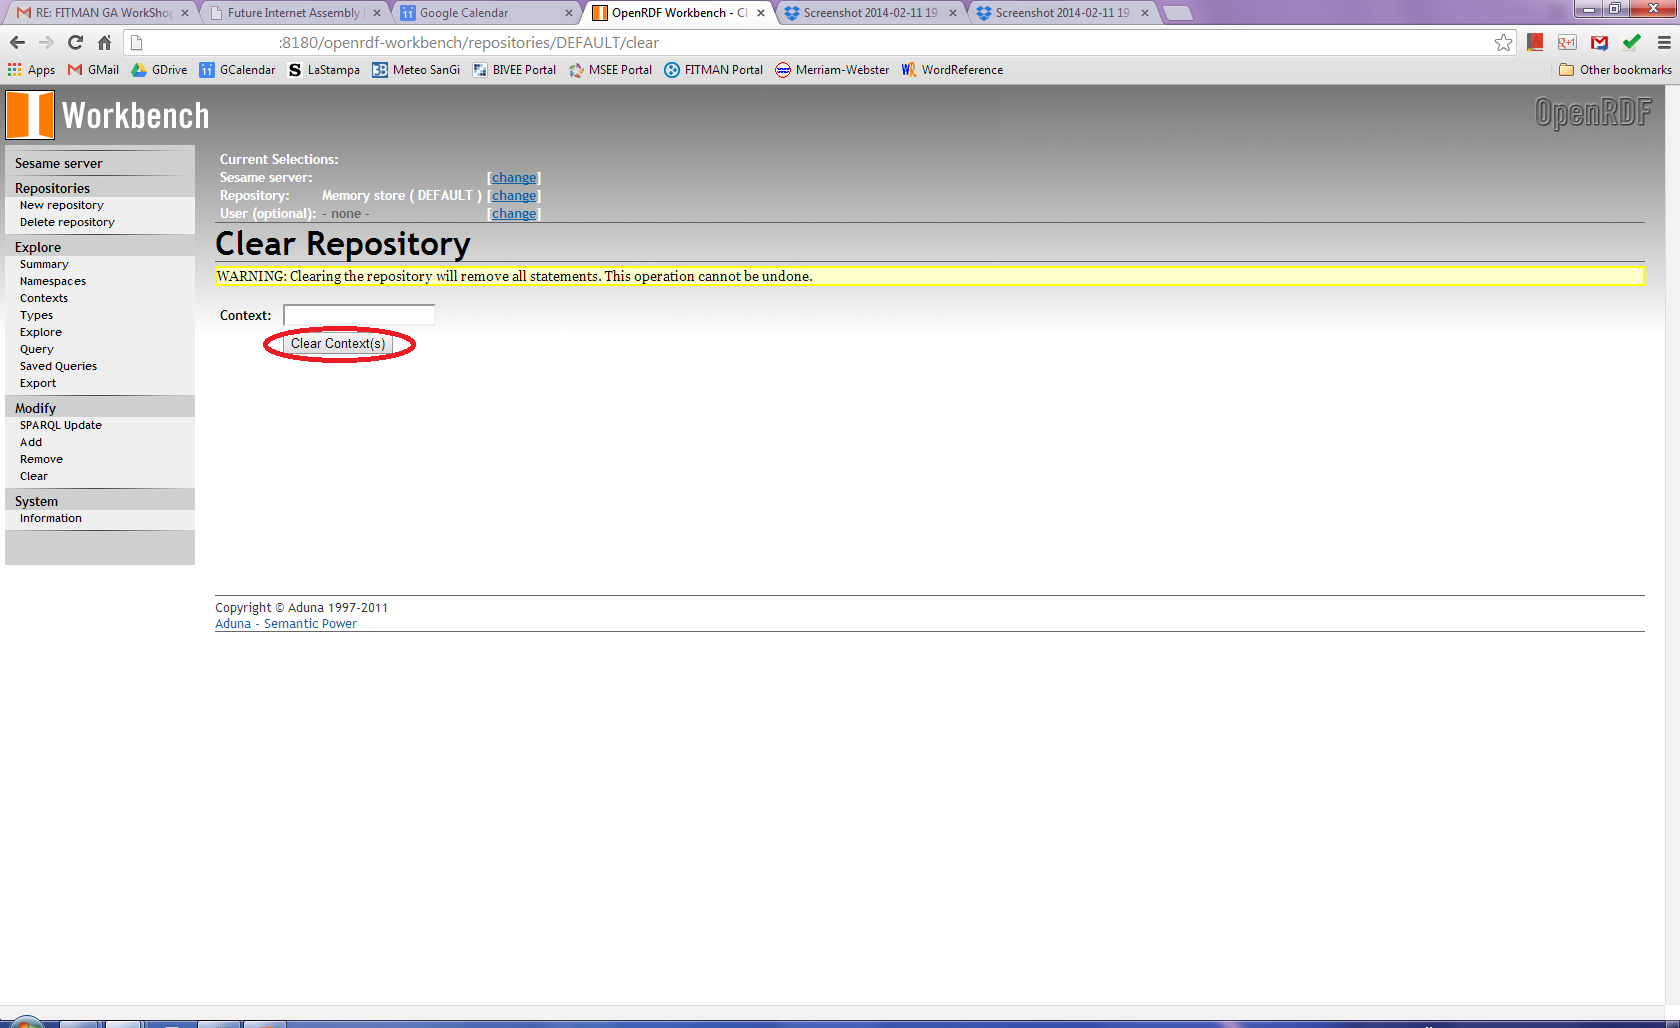 RE: FITMAN GA WorkShop
Future Internet Assembly |
11 Google Calendar
OpenRDF Workbench - Cl
Screenshot 2014-02-11 19.
Screenshot 2014-02-11 19.
:8180/openrdf-workbench/repositories/DEFAULT/clear
Apps GMail GDrive 11 GCalendar S LaStampa 3B Meteo SanGi BIVEE Portal MSEE Portal FITMAN Portal Merriam-Webster WR WordReference Other bookmarks
Workbench
OpenRDF
Sesame server
Repositories
New repository
Delete repository
Explore
Summary
Namespaces
Contexts
Types
Explore
Query
Saved Queries
Export
Modify
SPARQL Update
Add
Remove
Clear
System
Information
Current Selections:
Sesame server: [change]
Repository: Memory store ( DEFAULT ) [change]
User (optional): - none - [change]
Clear Repository
WARNING: Clearing the repository will remove all statements. This operation cannot be undone.
Context:
Clear Context(s)
Copyright © Aduna 1997-2011
Aduna - Semantic Power